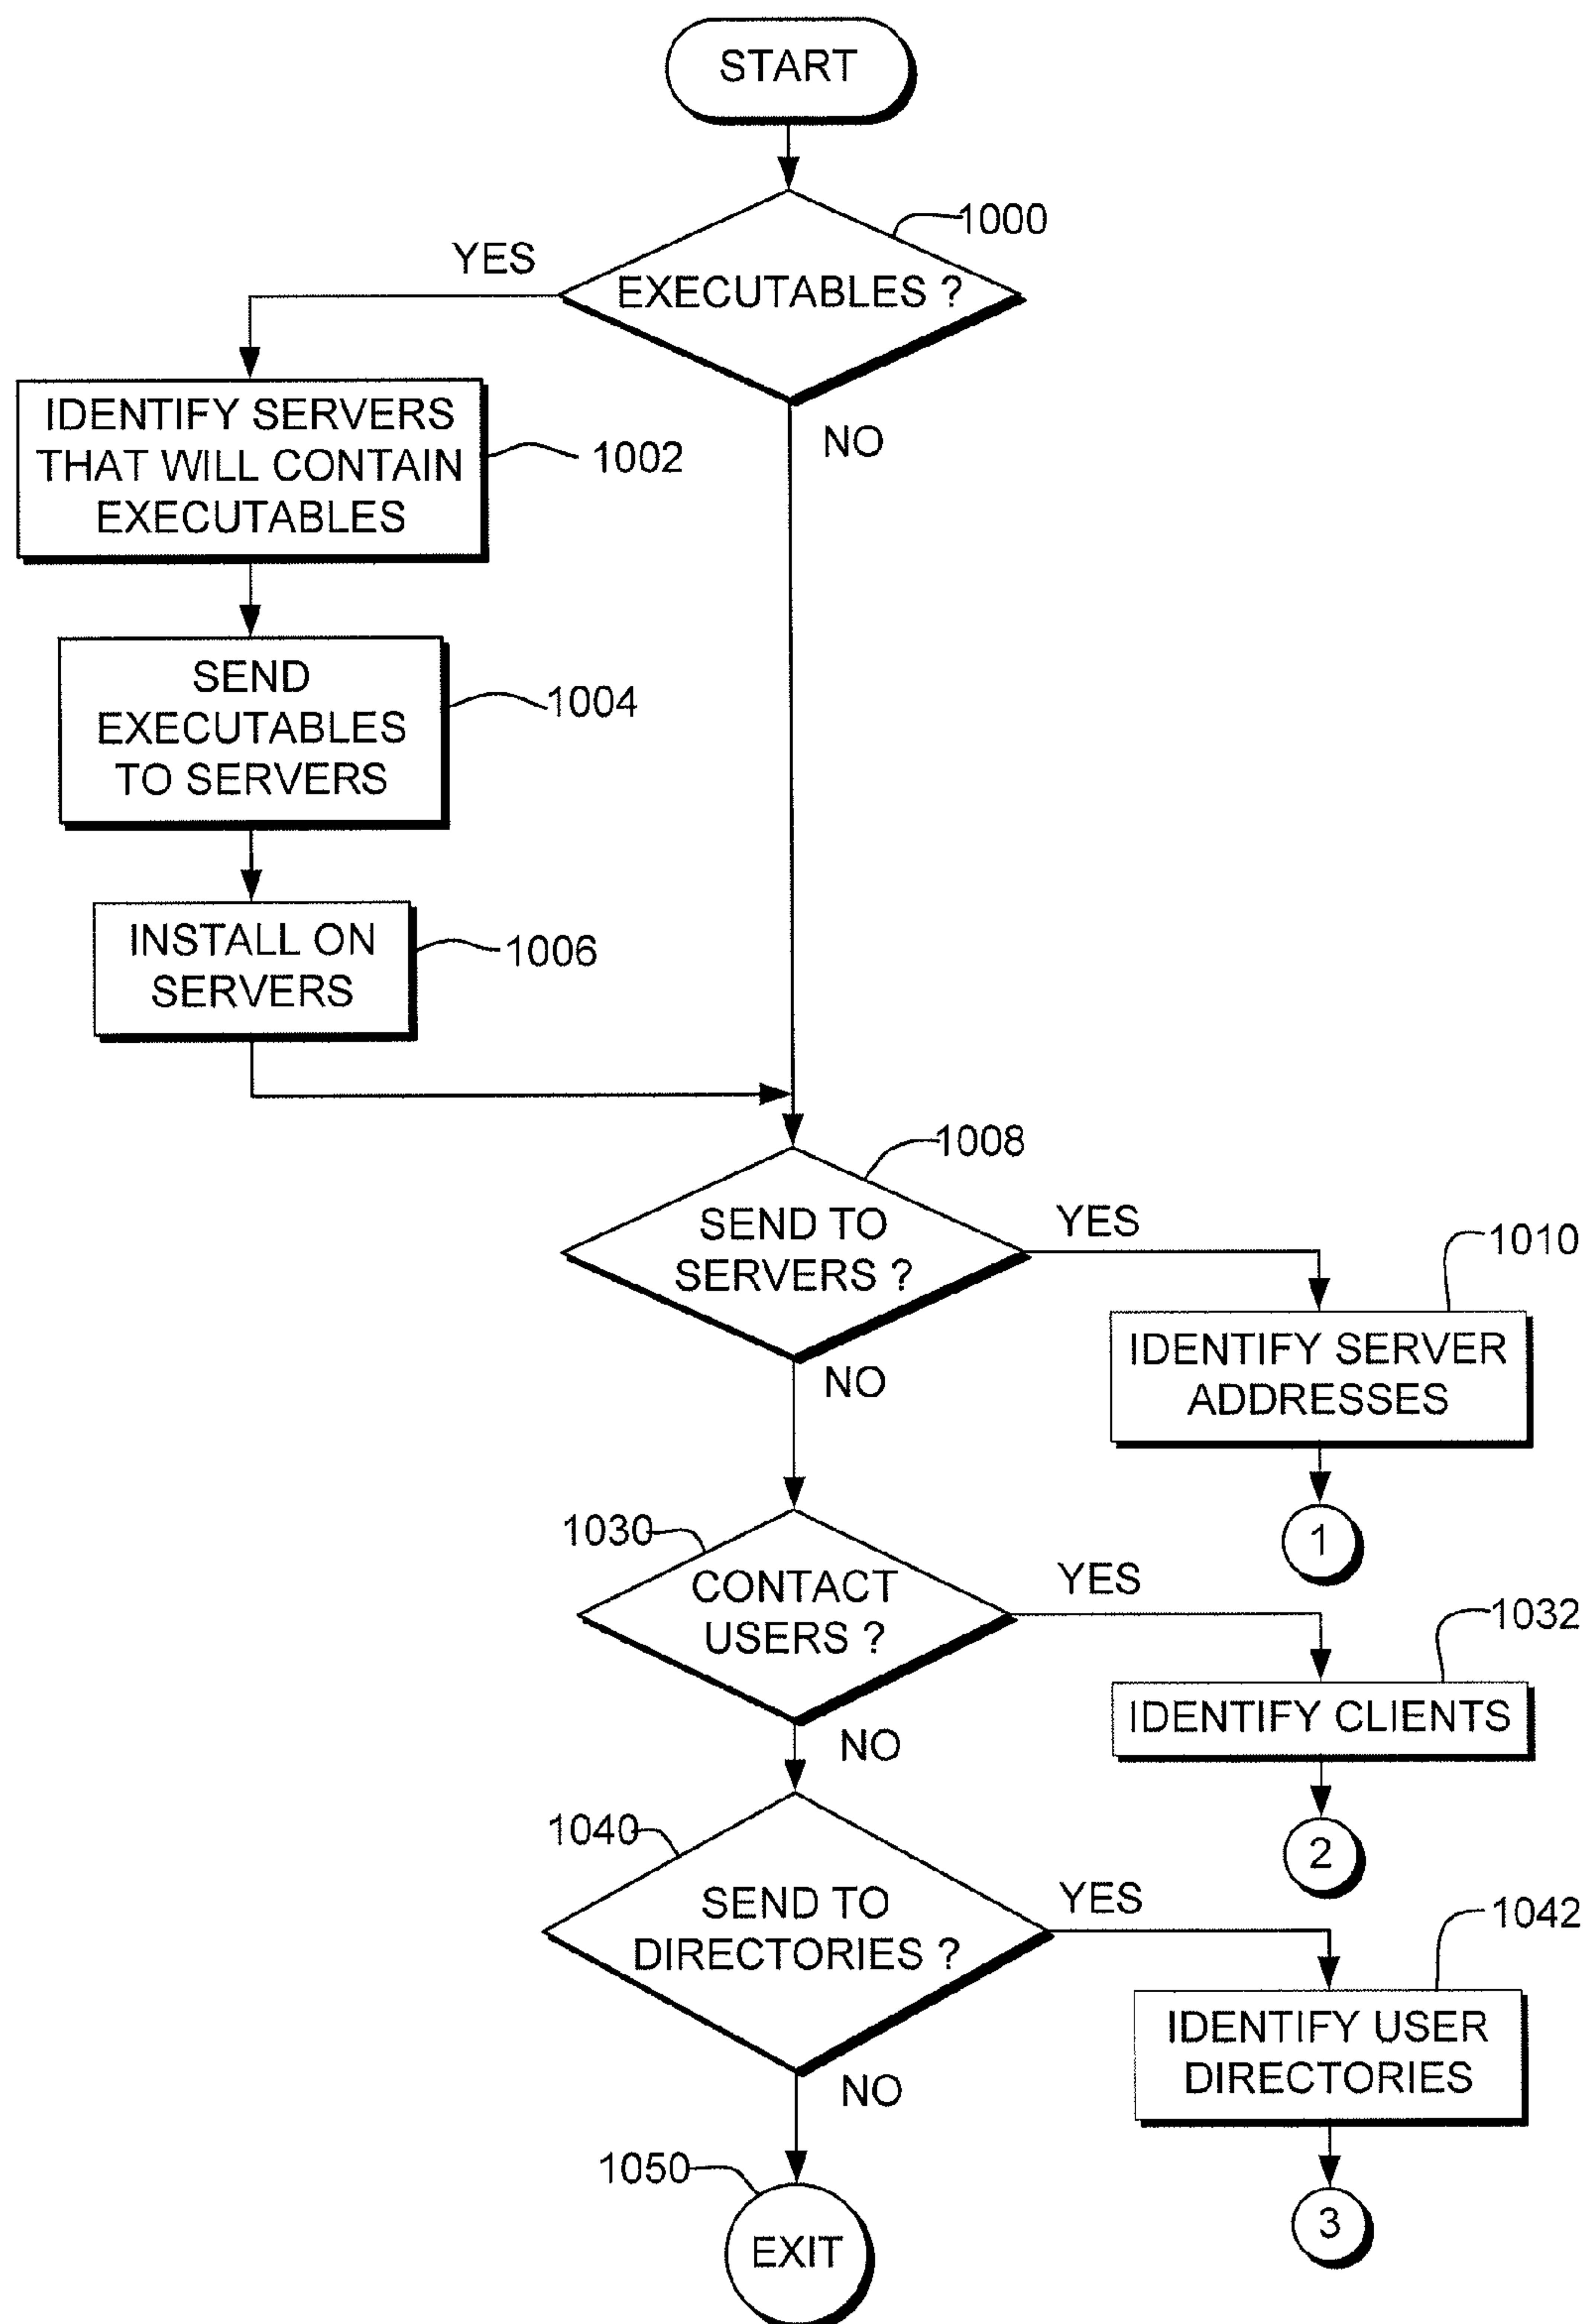 START
1000
EXECUTABLES ?
YES
NO
IDENTIFY SERVERS
THAT WILL CONTAIN
EXECUTABLES
1002
SEND
EXECUTABLES
TO SERVERS
1004
INSTALL ON
SERVERS
1006
1008
SEND TO
SERVERS ?
YES
NO
1010
IDENTIFY SERVER
ADDRESSES
1
1030
CONTACT
USERS ?
YES
NO
1032
IDENTIFY CLIENTS
2
1040
SEND TO
DIRECTORIES ?
YES
NO
1042
IDENTIFY USER
DIRECTORIES
3
1050
EXIT